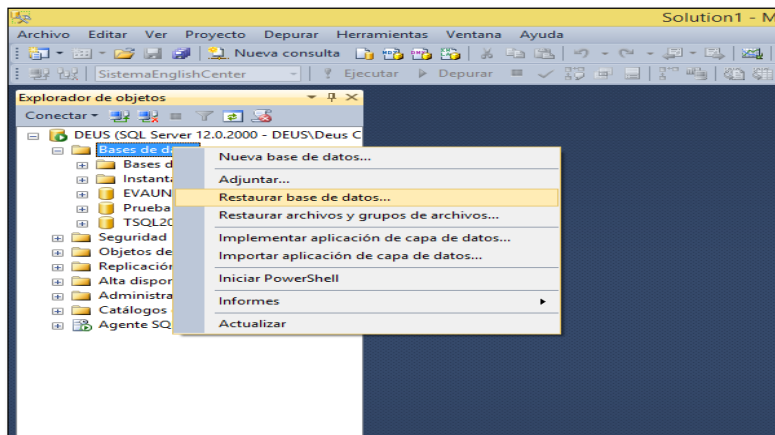 Solution1 - M
Archivo Editar Ver Proyecto Depurar Herramientas Ventana Ayuda
Nueva consulta
SistemaEnglishCenter Ejecutar Depurar
Explorador de objetos
Conectar
DEUS (SQL Server 12.0.2000 - DEUS\Deus C
Bases de da
Nueva base de datos...
Bases d
Instanta
Adjuntar...
EVAUN
Restaurar base de datos...
Prueba
Restaurar archivos y grupos de archivos...
TSQL20
Seguridad
Implementar aplicación de capa de datos...
Objetos de
Importar aplicación de capa de datos...
Replicación
Alta dispor
Iniciar PowerShell
Administra
Informes
Catálogos
Agente SQ
Actualizar